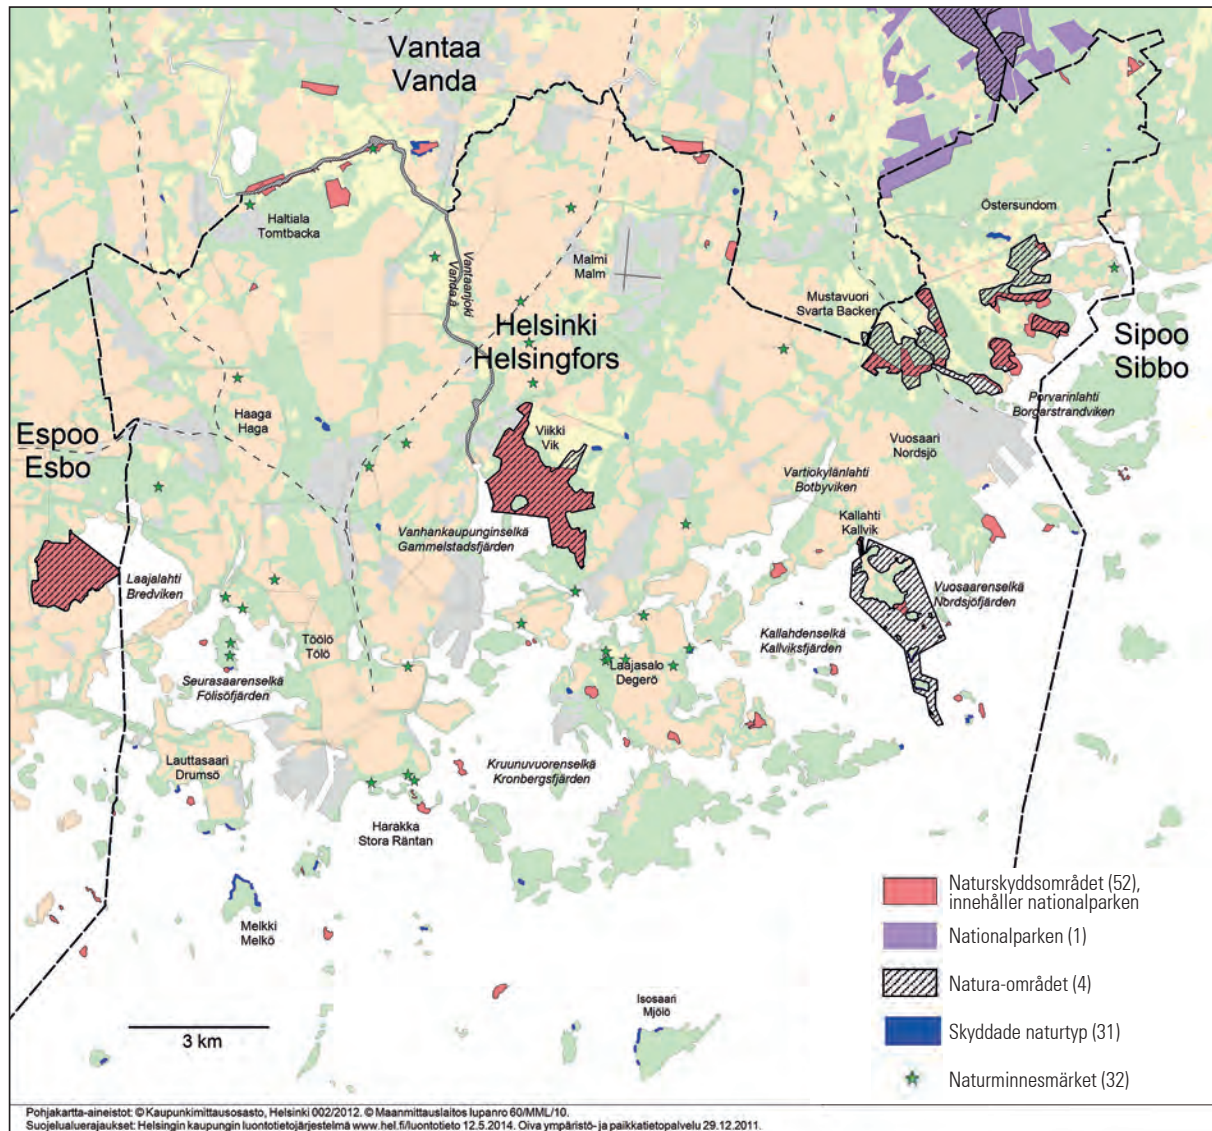 Vantaa
Vanda
Östersundom
Haltiala
Tomtbacka
Malmi
Malm
Vantaanjoki
Vanda å
Mustavuori
Svarta Backen
Helsinki
Helsingfors
Sipoo
Sibbo
Porvarinlahti
Borgarstrandviken
Haaga
Haga
Espoo
Esbo
Viikki
Vik
Vuosaari
Nordsjö
Vartiokylänlahti
Botbyviken
Kallahti
Kallvik
Vanhankaupunginselkä
Gammelstadsfjärden
Laajalahti
Bredviken
Vuosaarenselkä
Nordsjöfjärden
Töölö
Tölö
Kallahdenselkä
Kallviksfjärden
Laajasalo
Degerö
Seurasaarenselkä
Fölisöfjärden
Lauttasaari
Drumsö
Kruunuvuorenselkä
Kronbergsfjärden
Harakka
Stora Räntan
Melkki
Melkö
Isosaari
Mjölö
3 km
Naturskyddsområdet (52),
innehåller nationalparken
Nationalparken (1)
Natura-området (4)
Skyddade naturtyp (31)
Naturminnesmärket (32)
Pohjakartta-aineistot: © Kaupunkimittausosasto, Helsinki 002/2012. © Maanmittauslaitos lupanro 60/MML/10.
Suojelualuerajaukset: Helsingin kaupungin luontotietojärjestelmä www.hel.fi/luontotieto 12.5.2014. Oiva ympäristö- ja paikkatietopalvelu 29.12.2011.